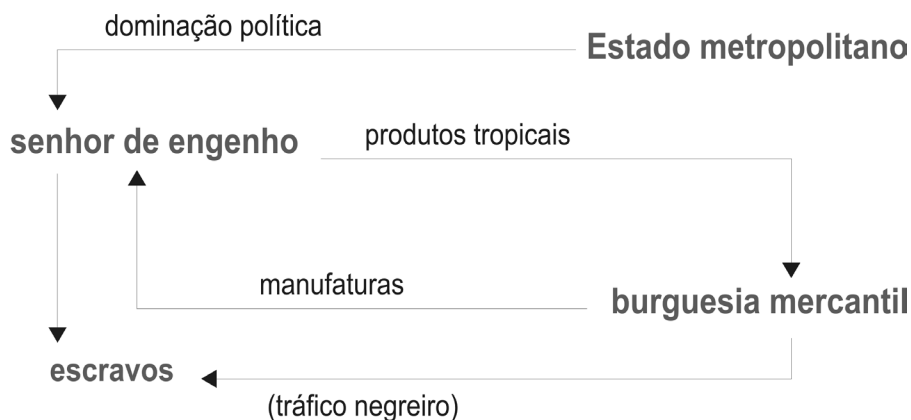 dominação política
Estado metropolitano
senhor de engenho
produtos tropicais
manufaturas
burguesia mercantil
escravos
(tráfico negreiro)